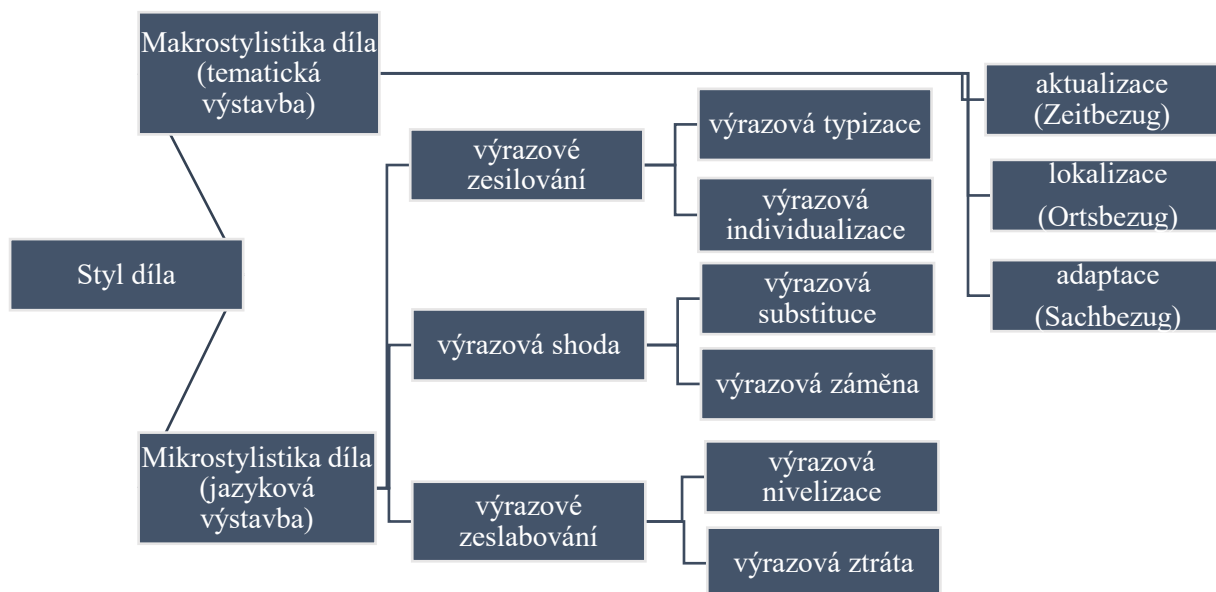 Makrostylistika díla
(tematická
výstavba)
aktualizace
(Zeitbezug)
výrazová typizace
výrazové
zesilování
lokalizace
(Ortsbezug)
výrazová
individualizace
Styl díla
adaptace
(Sachbezug)
výrazová
substituce
výrazová shoda
výrazová záměna
Mikrostylistika díla
(jazyková
výstavba)
výrazová
nivelizace
výrazové
zeslabování
výrazová ztráta